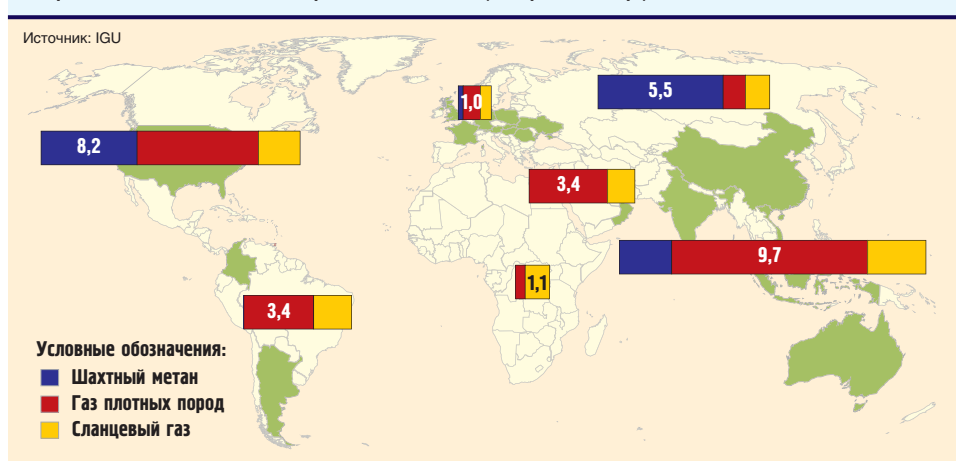 Источник: IGU
5,5
1,0
8,2
3,4
9,7
1,1
3,4
Условные обозначения:
Шахтный метан
Газ плотных пород
Сланцевый газ